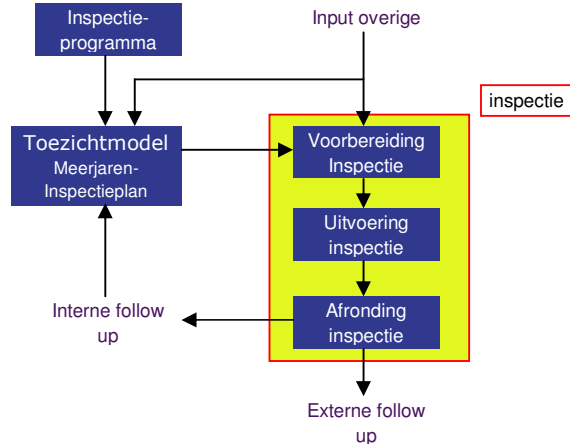 Inspectie-
programma
Input overige
inspectie
Toezichtmodel
Meerjaren-
Inspectieplan
Voorbereiding
Inspectie
Uitvoering
inspectie
Interne follow
up
Afronding
inspectie
Externe follow
up